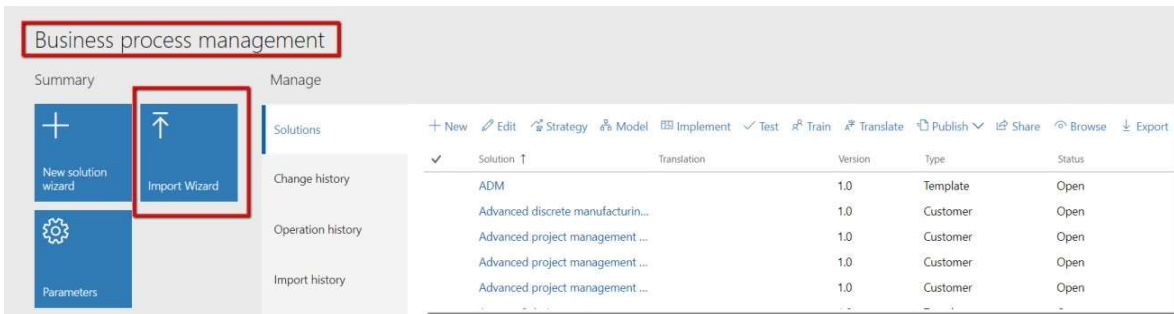 Business process management
Summary
Manage
New solution
wizard
Import Wizard
Parameters
Solutions
Change history
Operation history
Import history
New Edit Strategy Model Implement Test Train Translate Publish Share Browse Export
Solution Translation Version Type Status
ADM 1.0 Template Open
Advanced discrete manufacturin... 1.0 Customer Open
Advanced project management ... 1.0 Customer Open
Advanced project management ... 1.0 Customer Open
Advanced project management ... 1.0 Customer Open